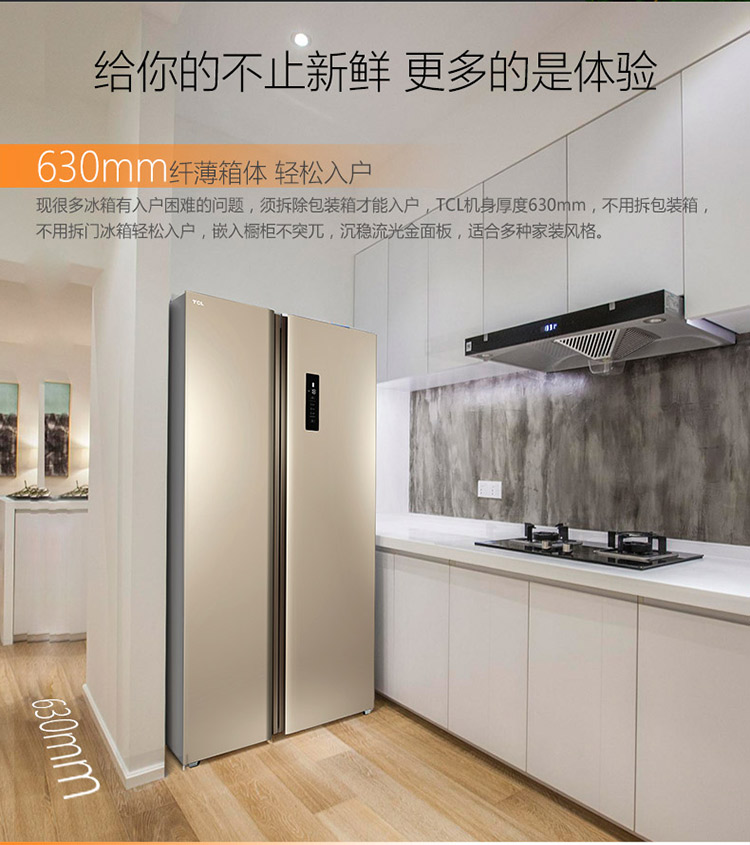 给你的不止新鲜 更多的是体验
630mm纤薄箱体 轻松入户
现很多冰箱有入户困难的问题，须拆除包装箱才能入户，TCL机身厚度630mm，不用拆包装箱，
不用拆门冰箱轻松入户，嵌入橱柜不突兀，沉稳流光金面板，适合多种家装风格。
TCL
630mm